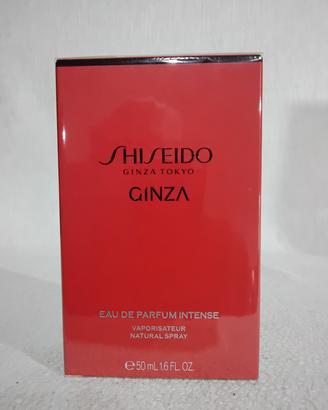 SHISEIDO
GINZA TOKYO
GINZA
EAU DE PARFUM INTENSE
VAPORISATEUR
NATURAL SPRAY
℮50 mL 1.6 FL. OZ.